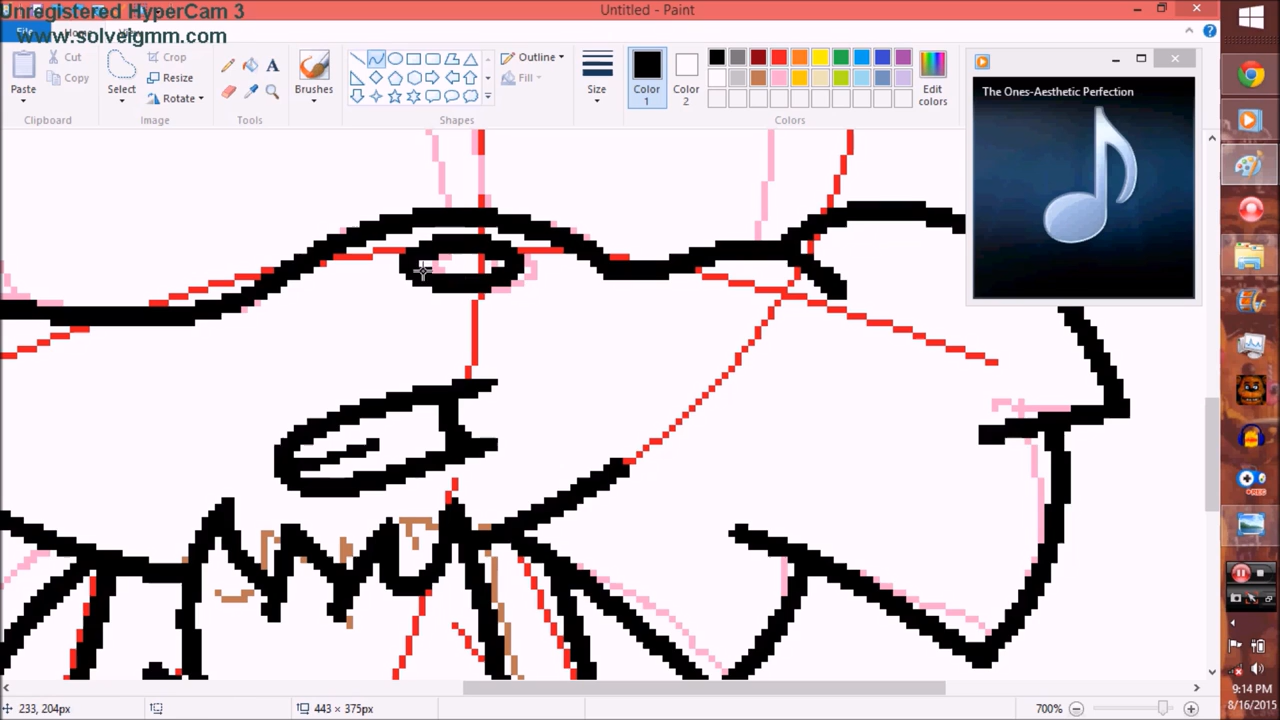 Unregistered HyperCam 3
www.solveigmm.com
Untitled - Paint
File
Cut
Copy
Paste
Clipboard
Select
Crop
Resize
Rotate
Image
Tools
Brushes
Shapes
Outline
Fill
Size
Color
1
Color
2
Edit
colors
Colors
The Ones-Aesthetic Perfection
REC
233, 204px
443 × 375px
700%
9:14 PM
8/16/2015